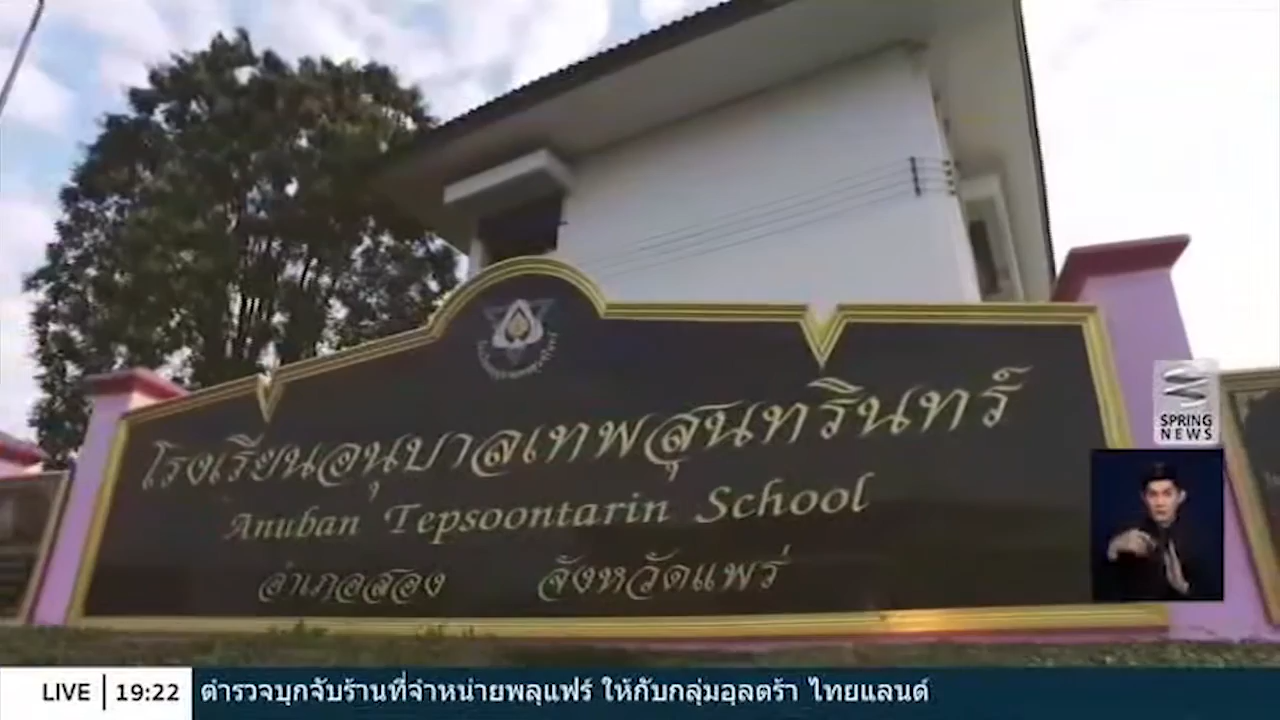 โรงเรียนอนุบาลเทพสุนทรินทร์
Anuban Tepsoontarin School
อำเภอสอง จังหวัดแพร่
SPRING
NEWS
LIVE 19:22 ตำรวจบุกจับร้านที่จำหน่ายพลุแฟร์ ให้กับกลุ่มอุลตร้า ไทยแลนด์